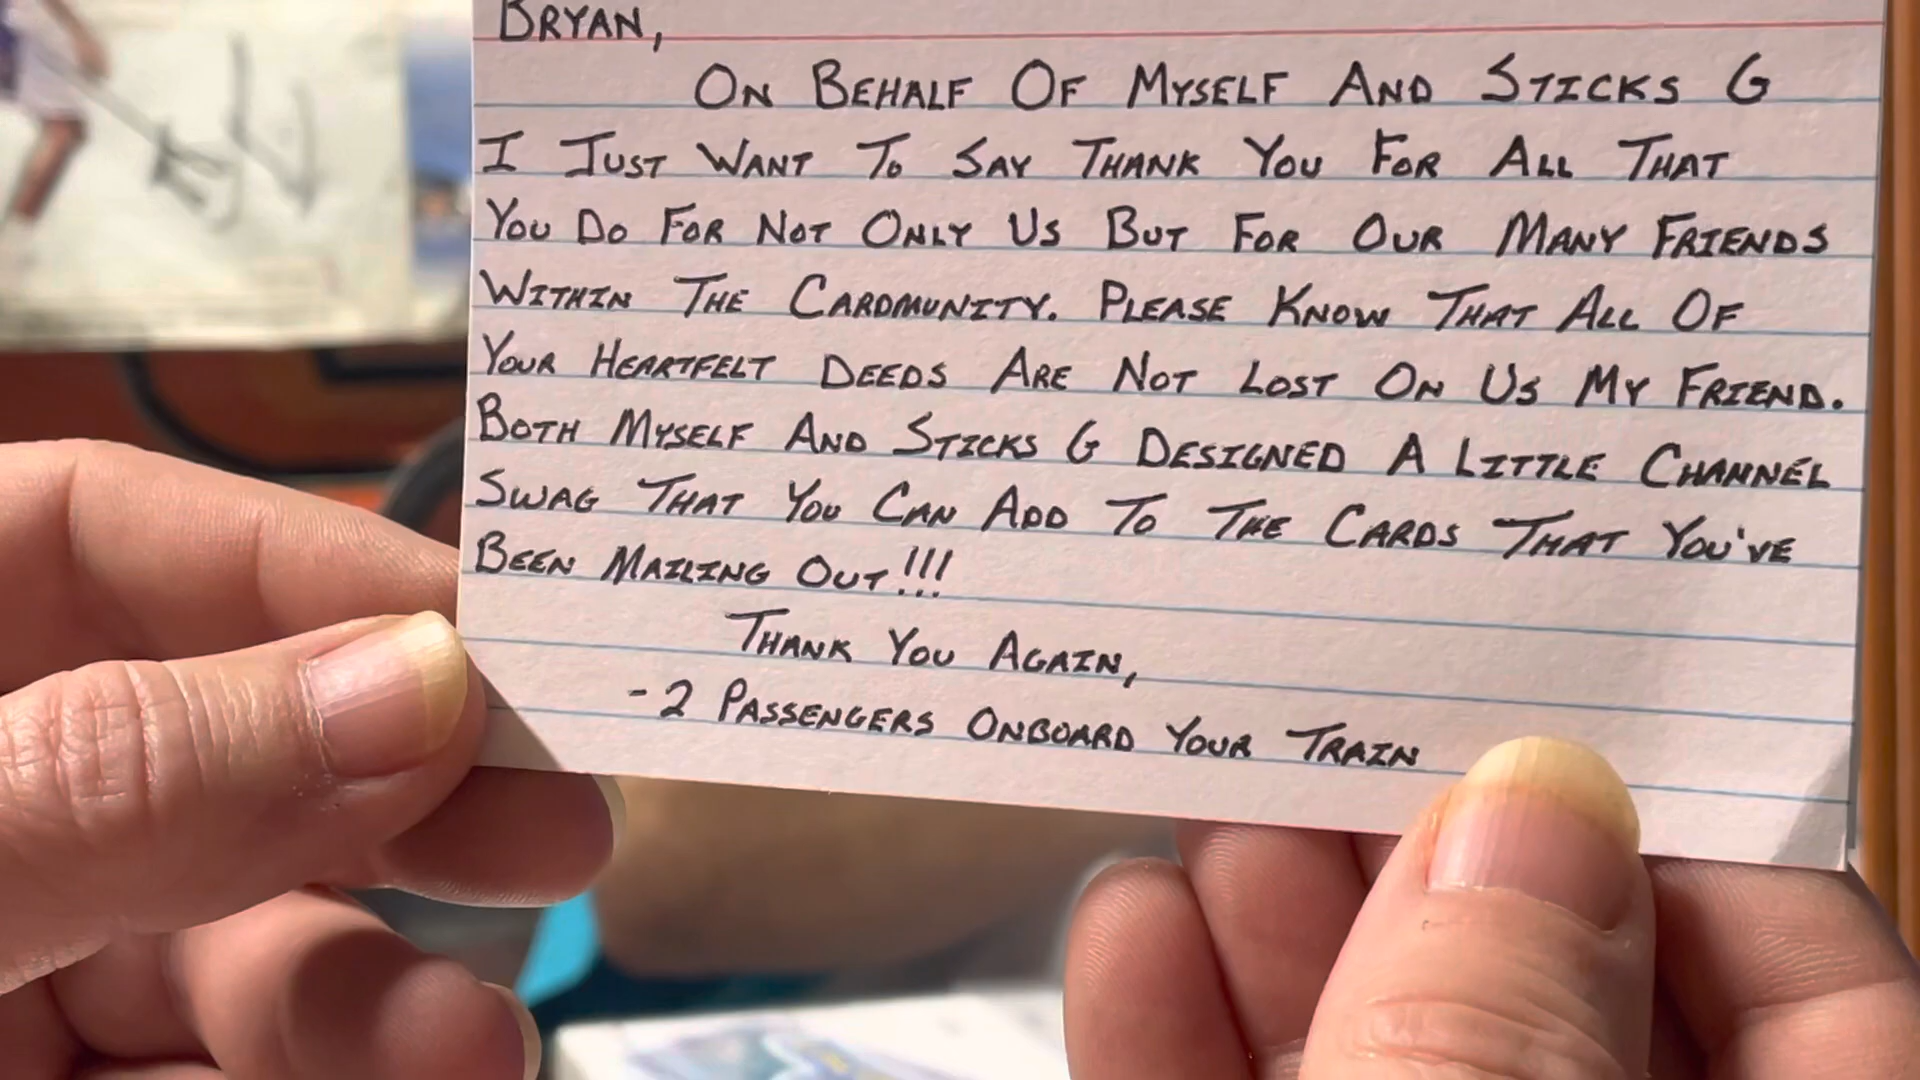 BRYAN,
ON BEHALF OF MYSELF AND STICKS G
I JUST WANT TO SAY THANK YOU FOR ALL THAT
YOU DO FOR NOT ONLY US BUT FOR OUR MANY FRIENDS
WITHIN THE CARDMUNITY. PLEASE KNOW THAT ALL OF
YOUR HEARTFELT DEEDS ARE NOT LOST ON US MY FRIEND.
BOTH MYSELF AND STICKS G DESIGNED A LITTLE CHANNEL
SWAG THAT YOU CAN ADD TO THE CARDS THAT YOU'VE
BEEN MAILING OUT!!!
THANK YOU AGAIN,
-2 PASSENGERS ONBOARD YOUR TRAIN